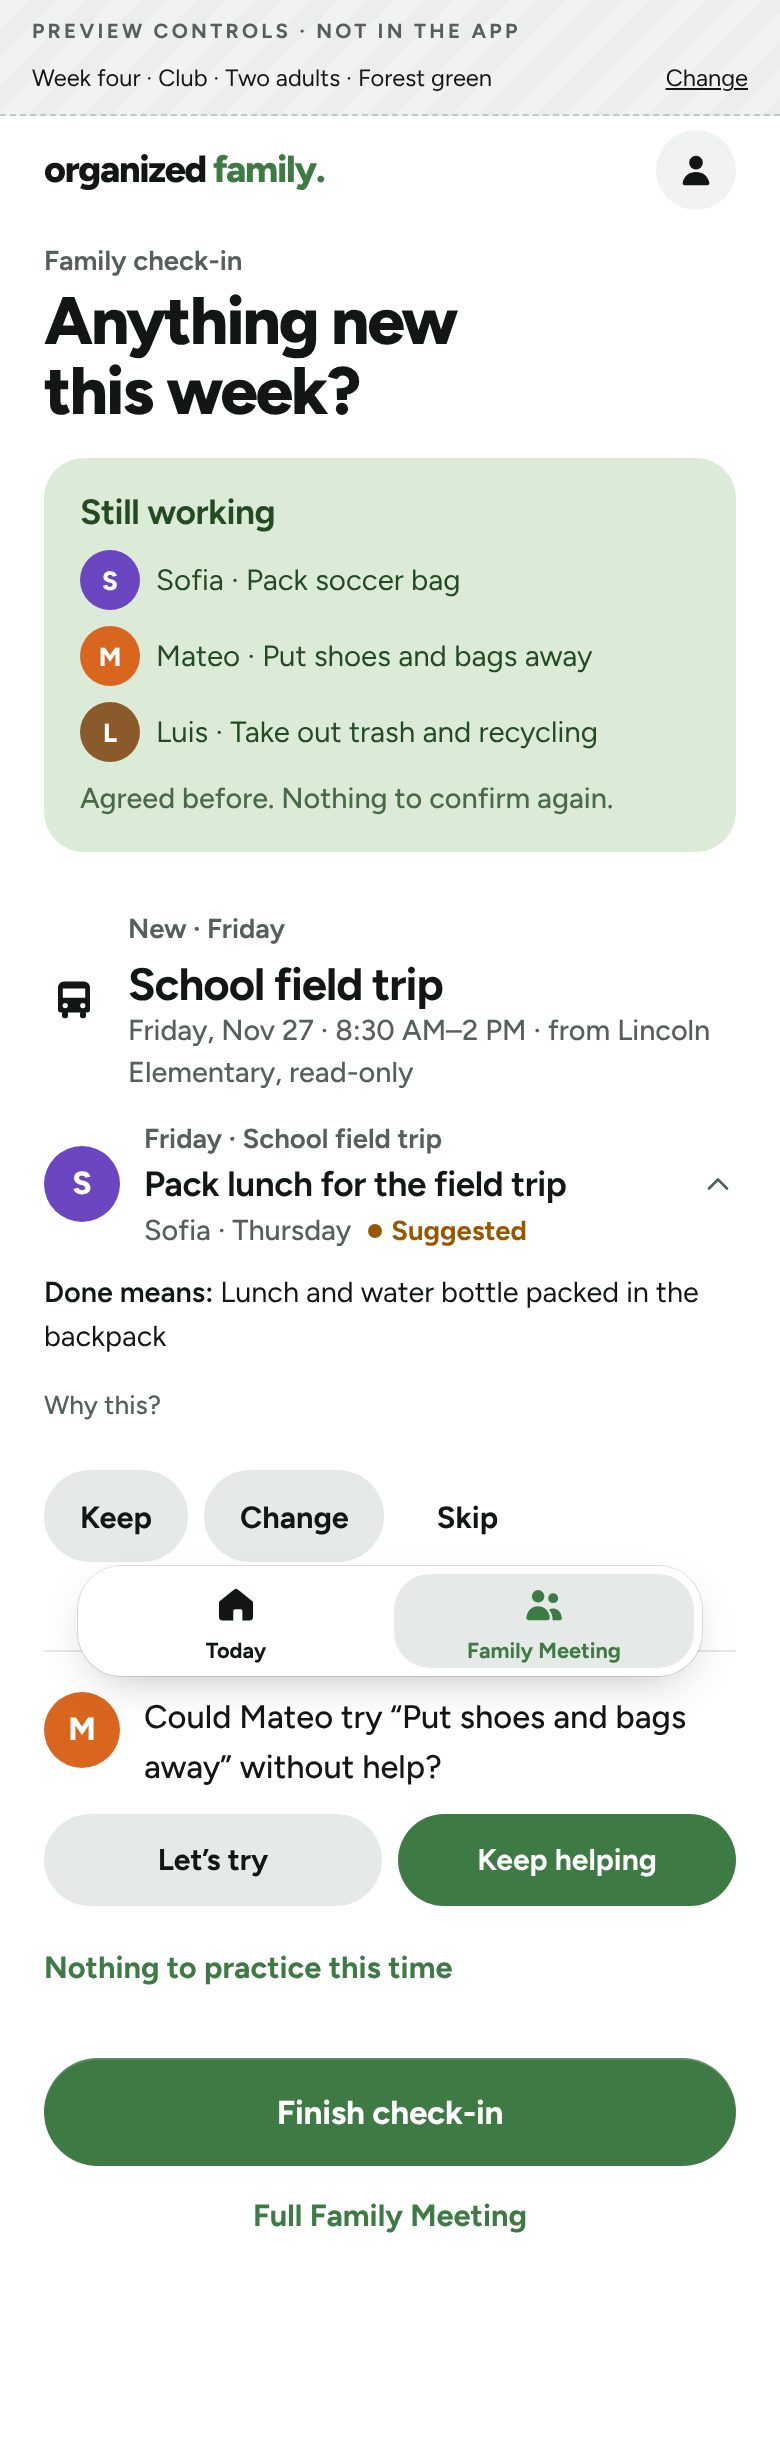 PREVIEW CONTROLS · NOT IN THE APP
Week four · Club · Two adults · Forest green
Change
organized family.
Family check-in
Anything new
this week?
Still working
S
Sofia · Pack soccer bag
M
Mateo · Put shoes and bags away
L
Luis · Take out trash and recycling
Agreed before. Nothing to confirm again.
New · Friday
School field trip
Friday, Nov 27 · 8:30 AM–2 PM · from Lincoln
Elementary, read-only
Friday · School field trip
S
Pack lunch for the field trip
Sofia · Thursday
Suggested
Done means: Lunch and water bottle packed in the
backpack
Why this?
Keep
Change
Skip
Today
Family Meeting
M
Could Mateo try “Put shoes and bags
away” without help?
Let’s try
Keep helping
Nothing to practice this time
Finish check-in
Full Family Meeting